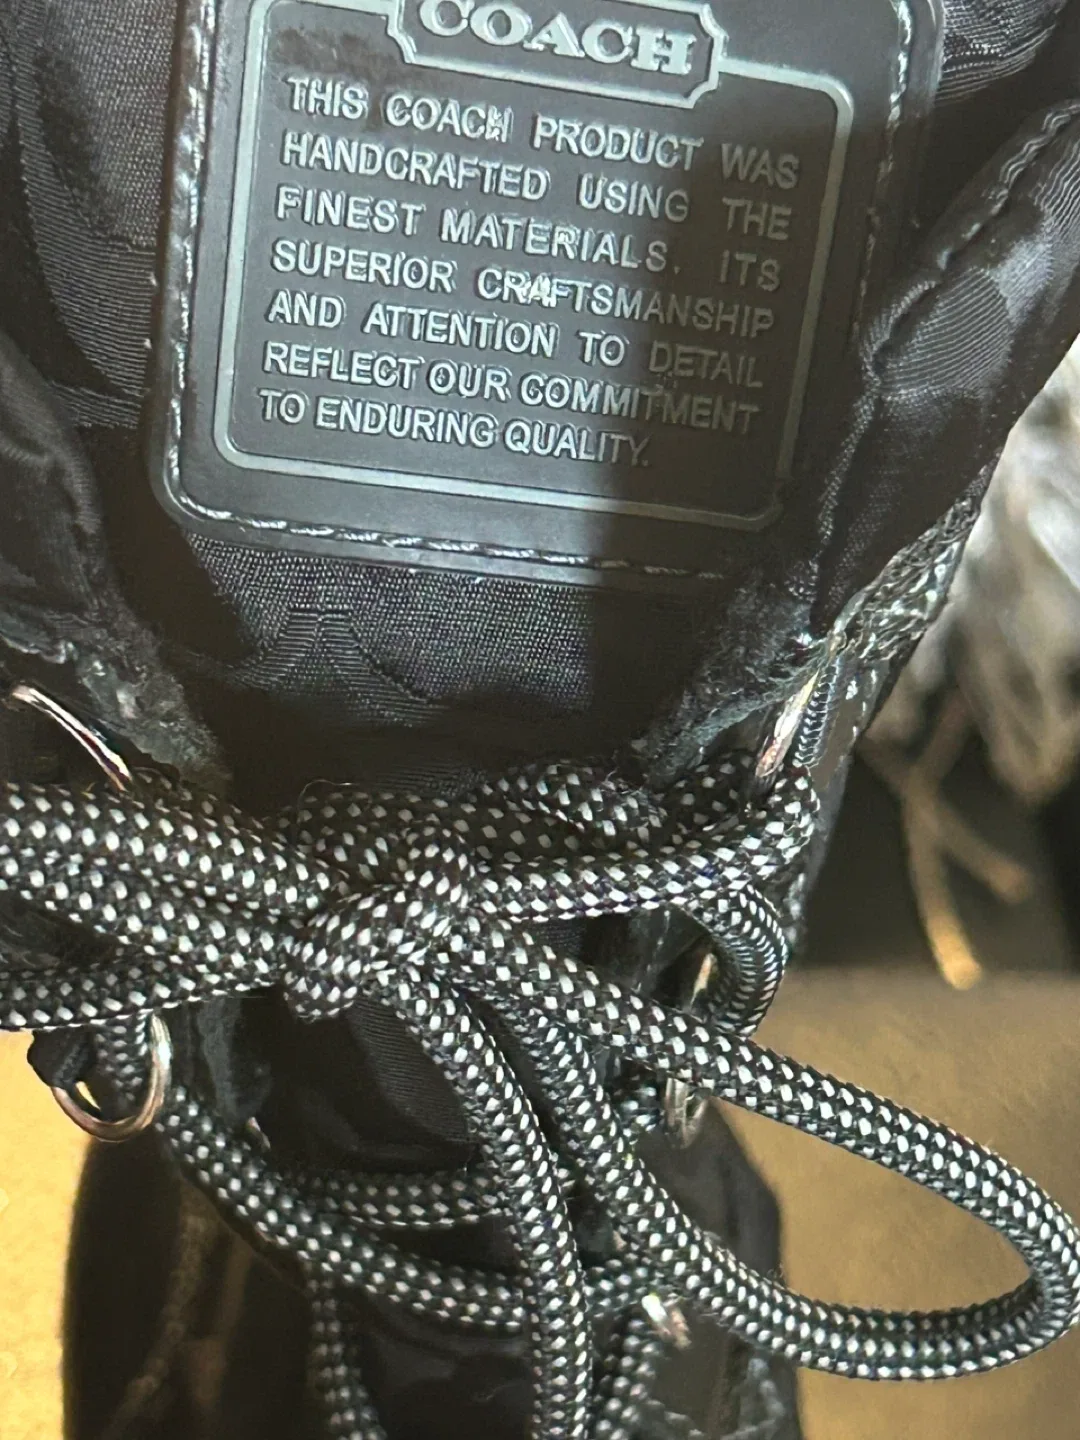 COACH
THIS COACH PRODUCT WAS
HANDCRAFTED USING THE
FINEST MATERIALS. ITS
SUPERIOR CRAFTSMANSHIP
AND ATTENTION TO DETAIL
REFLECT OUR COMMITMENT
TO ENDURING QUALITY.